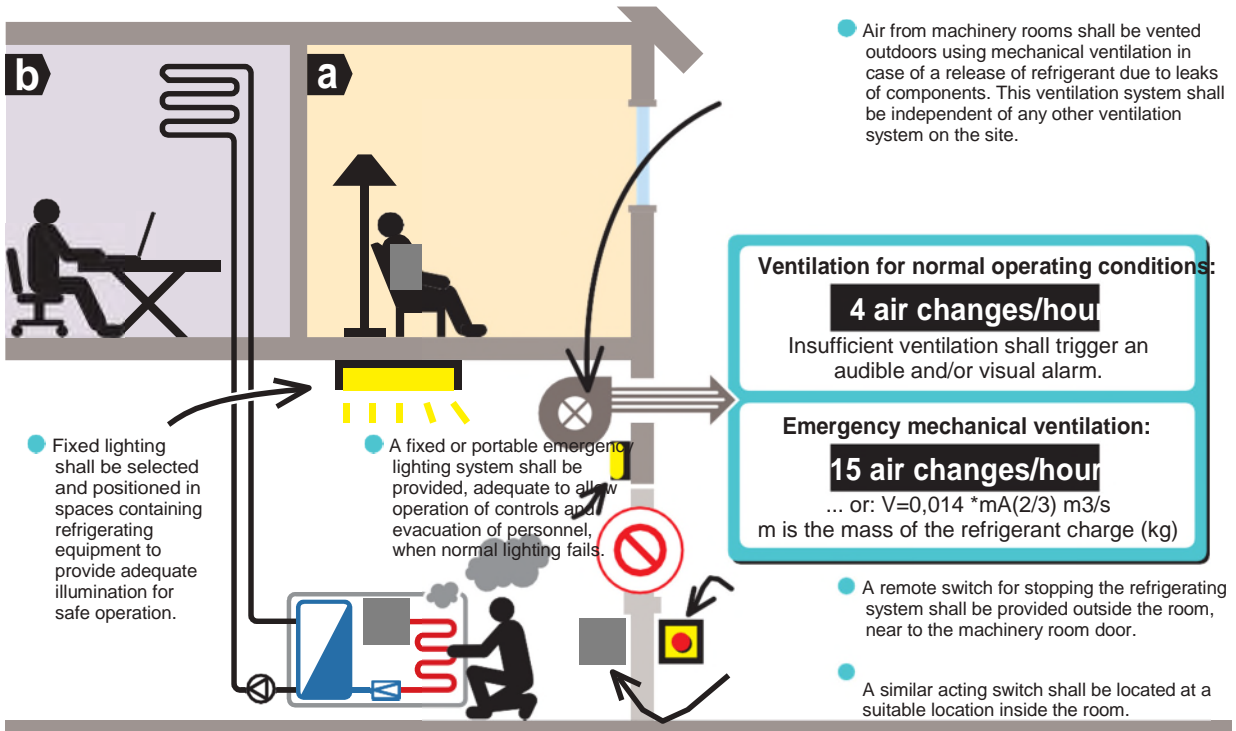 b
a
Air from machinery rooms shall be vented
outdoors using mechanical ventilation in
case of a release of refrigerant due to leaks
of components. This ventilation system shall
be independent of any other ventilation
system on the site.
Ventilation for normal operating conditions:
4 air changes/hour
Insufficient ventilation shall trigger an
audible and/or visual alarm.
Emergency mechanical ventilation:
15 air changes/hour
... or: V=0,014 *mA(2/3) m3/s
m is the mass of the refrigerant charge (kg)
Fixed lighting
shall be selected
and positioned in
spaces containing
refrigerating
equipment to
provide adequate
illumination for
safe operation.
A fixed or portable emergency
lighting system shall be
provided, adequate to allow
operation of controls and
evacuation of personnel,
when normal lighting fails.
A remote switch for stopping the refrigerating
system shall be provided outside the room,
near to the machinery room door.
A similar acting switch shall be located at a
suitable location inside the room.